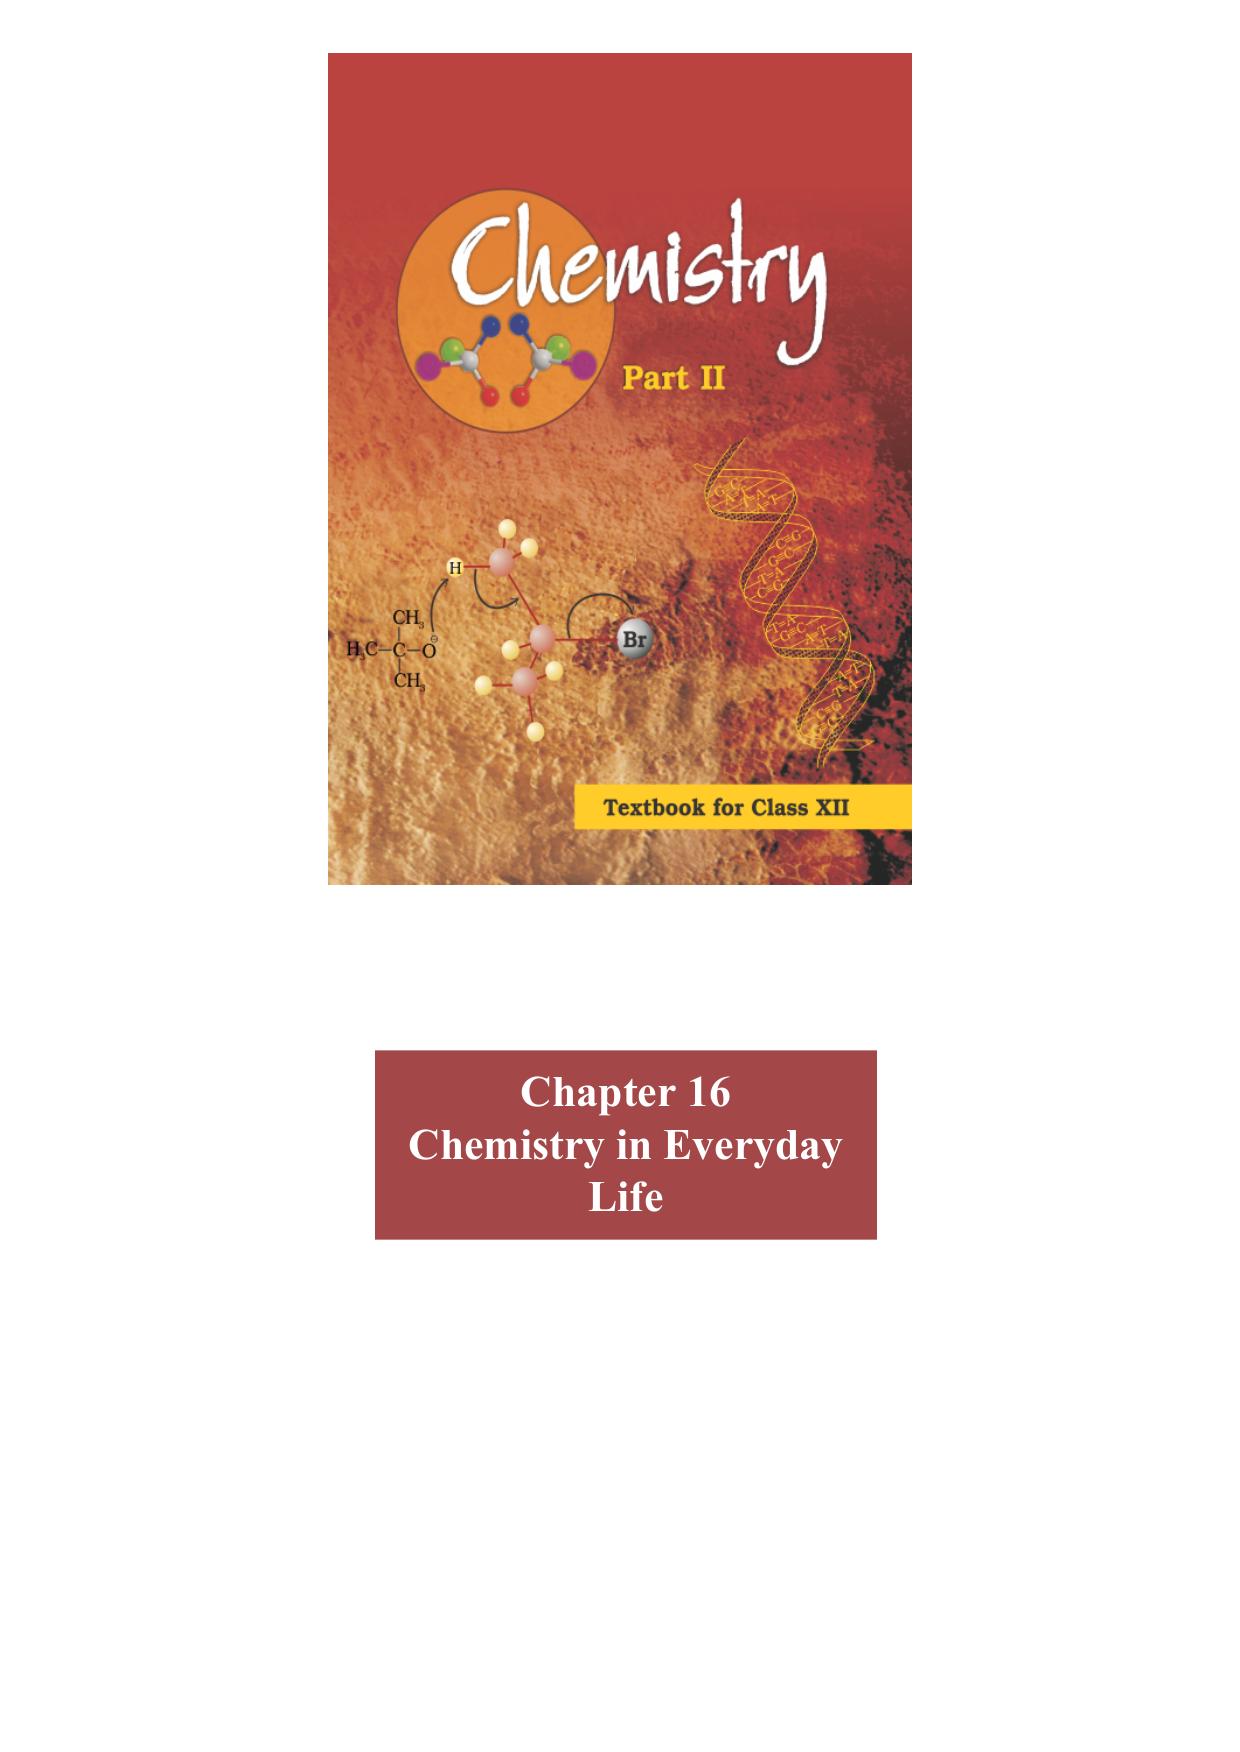 Chemistry
Part II
H
CH₃
H₃C–C–O⊖
CH₃
Br
Textbook for Class XII
Chapter 16
Chemistry in Everyday
Life